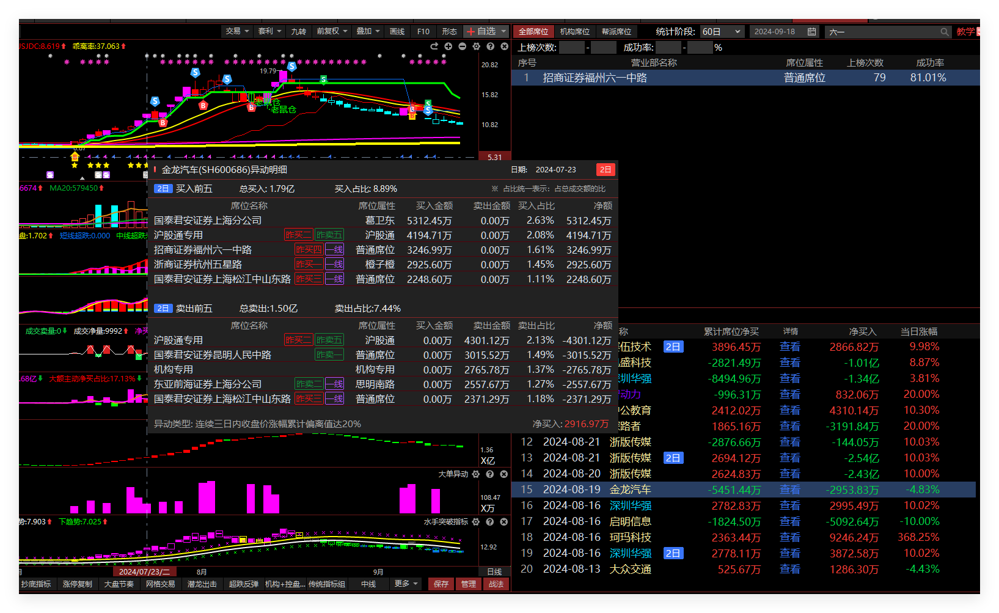 交易 套利 九转 前复权 叠加 画线 F10 形态 +自选 全部席位 机构席位 帮派席位 统计阶段: 60日 2024-09-18 六一 教学
JSJDC:8.619 乖离率:37.063
上榜次数: - 成功率: - %
序号 营业部名称 席位属性 上榜次数 成功率
1 招商证券福州六一中路 普通席位 79 81.01%
20.82
19.79
S S S S S
15.82
B B B B
老鼠仓
老鼠仓
10.82
5.31
6674 MA20:579450
盘:1.702 短线超跌:0.000 中线超跌:
成交卖量:0 成交净量:9992 净买
.68亿 大额主动净买占比:17.13%
金龙汽车(SH600686)异动明细 日期: 2024-07-23 2日
2日 买入前五 总买入: 1.79亿 买入占比: 8.89% ※ 占比统一表示: 占总成交额的比
席位名称 席位属性 买入金额 卖出金额 买入占比 净额
国泰君安证券上海分公司 葛卫东 5312.45万 0.00万 2.63% 5312.45万
沪股通专用 昨买二 昨卖五 沪股通 4194.71万 0.00万 2.08% 4194.71万
招商证券福州六一中路 昨买四 一线 普通席位 3246.99万 0.00万 1.61% 3246.99万
浙商证券杭州五星路 昨买一 一线 橙子橙 2925.60万 0.00万 1.45% 2925.60万
国泰君安证券上海松江中山东路 昨买三 一线 普通席位 2248.60万 0.00万 1.11% 2248.60万
2日 卖出前五 总卖出:1.50亿 卖出占比:7.44%
席位名称 席位属性 买入金额 卖出金额 卖出占比 净额
沪股通专用 昨买二 昨卖五 沪股通 0.00万 4301.12万 2.13% -4301.12万
国泰君安证券昆明人民中路 昨卖一 普通席位 0.00万 3015.52万 1.49% -3015.52万
机构专用 机构专用 0.00万 2765.78万 1.37% -2765.78万
东亚前海证券上海分公司 昨卖二 一线 思明南路 0.00万 2557.67万 1.27% -2557.67万
国泰君安证券上海松江中山东路 昨买三 一线 普通席位 0.00万 2371.29万 1.18% -2371.29万
异动类型: 连续三日内收盘价涨幅累计偏离值达20% 净买入: 2916.97万
称 累计席位净买 详情 净买入 当日涨幅
伍技术 2日 3896.45万 查看 2866.82万 9.98%
盛科技 -2821.49万 查看 -1.01亿 8.87%
圳华强 -8494.96万 查看 -1.34亿 3.81%
动力 -996.31万 查看 832.06万 20.00%
公教育 2412.02万 查看 4310.14万 10.30%
路者 1865.16万 查看 -3191.84万 20.00%
12 2024-08-21 浙版传媒 -2876.66万 查看 -144.05万 10.03%
13 2024-08-21 浙版传媒 2日 2694.12万 查看 -2.54亿 10.03%
14 2024-08-20 浙版传媒 2624.83万 查看 -2.43亿 10.00%
15 2024-08-19 金龙汽车 -5451.44万 查看 -2953.83万 -4.83%
16 2024-08-16 深圳华强 2782.83万 查看 2995.49万 10.02%
17 2024-08-16 启明信息 -1824.50万 查看 -5092.64万 -10.00%
18 2024-08-16 珂玛科技 2363.44万 查看 9246.24万 368.25%
19 2024-08-16 深圳华强 2日 2778.11万 查看 3872.58万 10.02%
20 2024-08-13 大众交通 525.67万 查看 1286.30万 -4.43%
1.36
X亿
大单异动
108.47
X万
势:7.903 下趋势:7.025 水手突破指标
12.92
月 2024/07/23/二 8月 9月 日线
抄底指标 涨停复制 大盘节奏 网格交易 潜龙出击 超跌反弹 机构+控盘... 传统指标组 中线 更多 保存 管理 战法